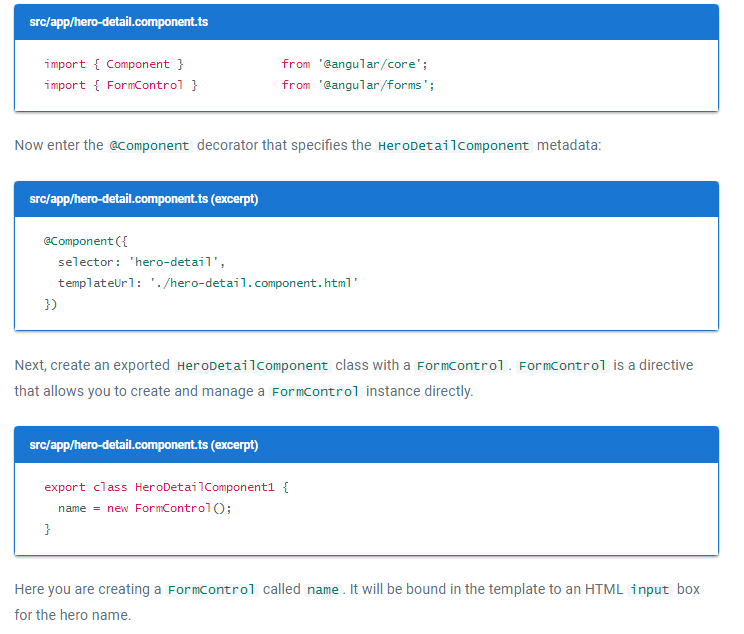 src/app/hero-detail.component.ts
import { Component }              from '@angular/core';
import { FormControl }            from '@angular/forms';
Now enter the @Component decorator that specifies the HeroDetailComponent metadata:
src/app/hero-detail.component.ts (excerpt)
@Component({
  selector: 'hero-detail',
  templateUrl: './hero-detail.component.html'
})
Next, create an exported HeroDetailComponent class with a FormControl. FormControl is a directive
that allows you to create and manage a FormControl instance directly.
src/app/hero-detail.component.ts (excerpt)
export class HeroDetailComponent1 {
  name = new FormControl();
}
Here you are creating a FormControl called name. It will be bound in the template to an HTML input box
for the hero name.